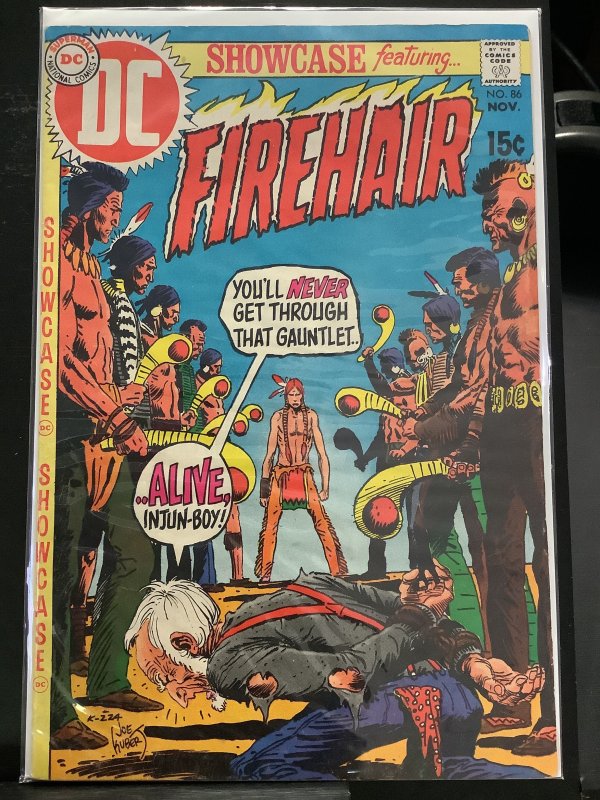 SUPERMAN
DC
NATIONAL COMICS
DC
SHOWCASE featuring...
APPROVED
BY THE
COMICS
CODE
AUTHORITY
NO. 86
NOV.
15¢
FIREHAIR
SHOWCASE
DC
SHOWCASE
DC
YOU'LL NEVER
GET THROUGH
THAT GAUNTLET..
..ALIVE,
INJUN-BOY!
K-224
JOE
KUBERT